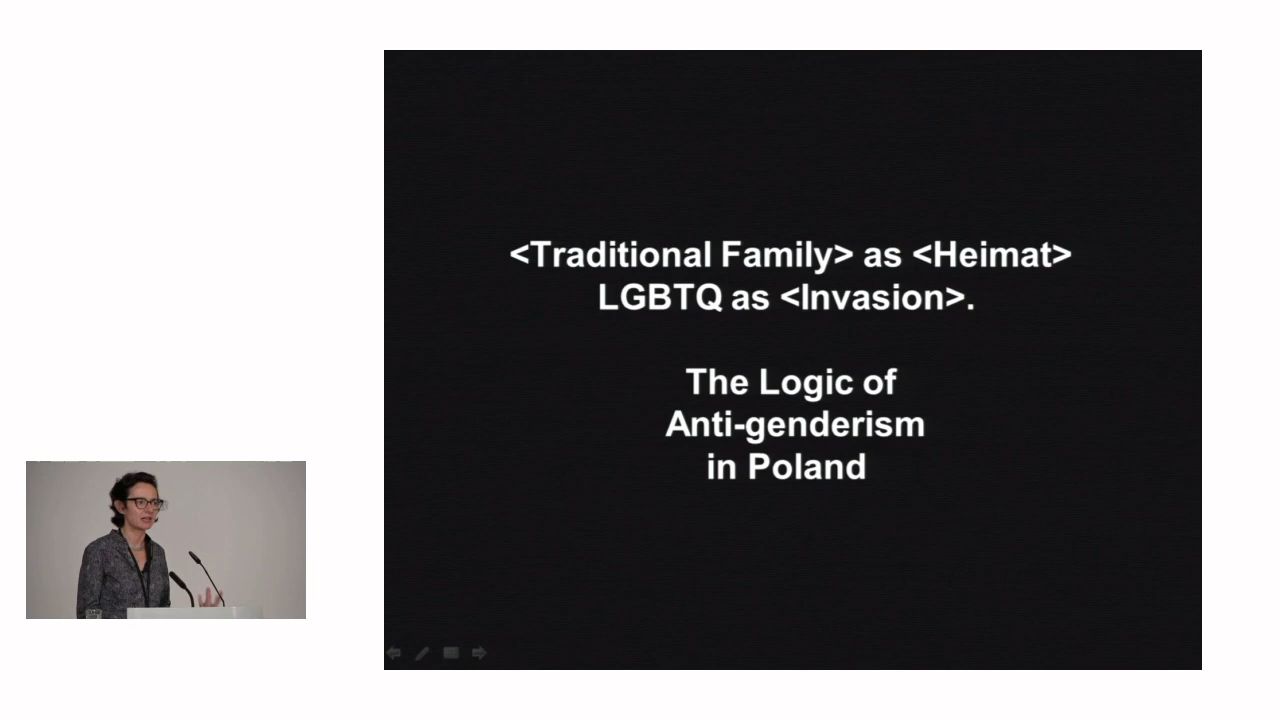 <Traditional Family> as <Heimat>
LGBTQ as <Invasion>.
The Logic of
Anti-genderism
in Poland